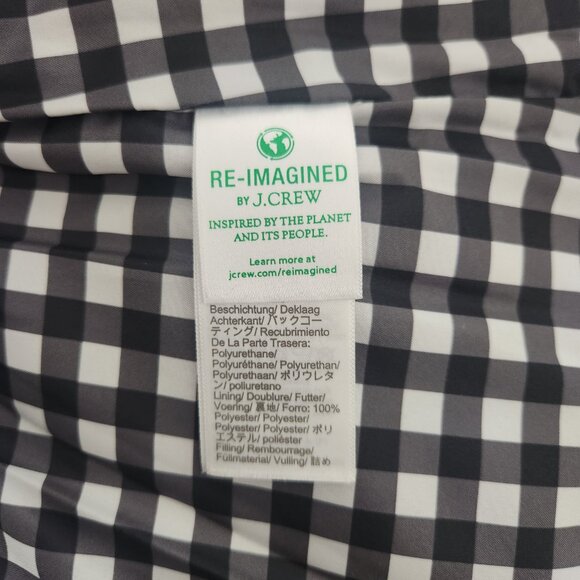 RE-IMAGINED
BY J.CREW
INSPIRED BY THE PLANET
AND ITS PEOPLE.
Learn more at
jcrew.com/reimagined
Beschichtung/ Deklaag
Achterkant/ バックコー
ティング/ Recubrimiento
De La Parte Trasera:
Polyurethane/
Polyuréthane/ Polyurethan/
Polyurethaan/ ポリウレタ
ン/ poliuretano
Lining/ Doublure/ Futter/
Voering/ 裏地/ Forro: 100%
Polyester/ Polyester/
Polyester/ Polyester/ ポリ
エステル/ poliéster
Filling/ Rembourrage/
Füllmaterial/ Vulling/ 詰め